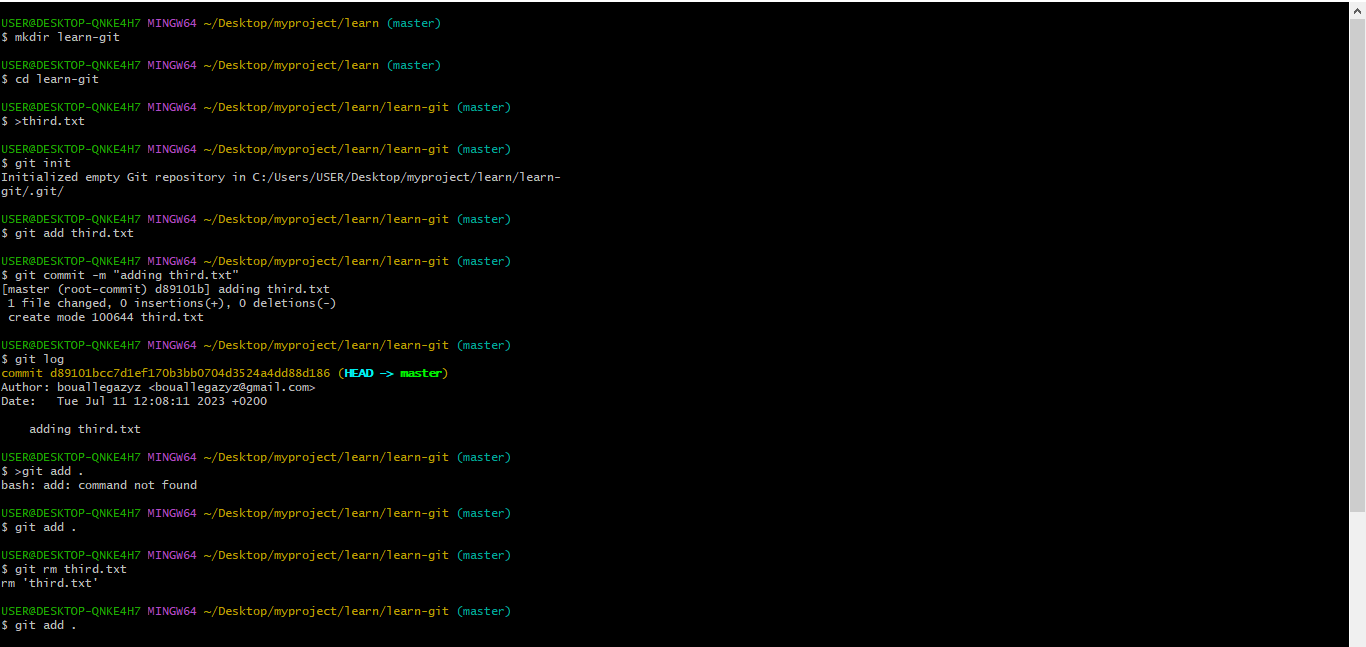 USER@DESKTOP-QNKE4H7 MINGW64 ~/Desktop/myproject/learn (master)
$ mkdir learn-git
USER@DESKTOP-QNKE4H7 MINGW64 ~/Desktop/myproject/learn (master)
$ cd learn-git
USER@DESKTOP-QNKE4H7 MINGW64 ~/Desktop/myproject/learn/learn-git (master)
$ >third.txt
USER@DESKTOP-QNKE4H7 MINGW64 ~/Desktop/myproject/learn/learn-git (master)
$ git init
Initialized empty Git repository in C:/Users/USER/Desktop/myproject/learn/learn-
git/.git/
USER@DESKTOP-QNKE4H7 MINGW64 ~/Desktop/myproject/learn/learn-git (master)
$ git add third.txt
USER@DESKTOP-QNKE4H7 MINGW64 ~/Desktop/myproject/learn/learn-git (master)
$ git commit -m "adding third.txt"
[master (root-commit) d89101b] adding third.txt
 1 file changed, 0 insertions(+), 0 deletions(-)
 create mode 100644 third.txt
USER@DESKTOP-QNKE4H7 MINGW64 ~/Desktop/myproject/learn/learn-git (master)
$ git log
commit d89101bcc7d1ef170b3bb0704d3524a4dd88d186 (HEAD -> master)
Author: bouallegazyz <bouallegazyz@gmail.com>
Date:   Tue Jul 11 12:08:11 2023 +0200
    adding third.txt
USER@DESKTOP-QNKE4H7 MINGW64 ~/Desktop/myproject/learn/learn-git (master)
$ >git add .
bash: add: command not found
USER@DESKTOP-QNKE4H7 MINGW64 ~/Desktop/myproject/learn/learn-git (master)
$ git add .
USER@DESKTOP-QNKE4H7 MINGW64 ~/Desktop/myproject/learn/learn-git (master)
$ git rm third.txt
rm 'third.txt'
USER@DESKTOP-QNKE4H7 MINGW64 ~/Desktop/myproject/learn/learn-git (master)
$ git add .